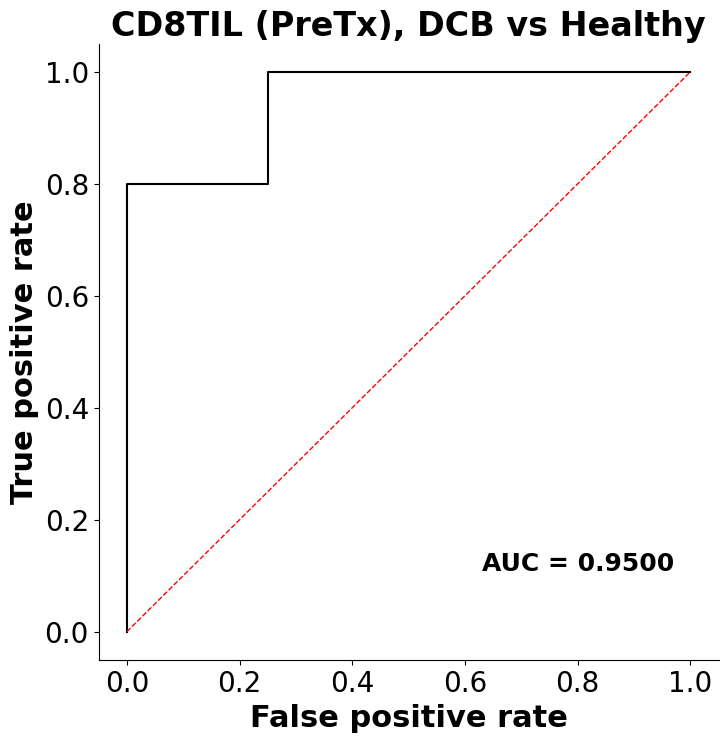 CD8TIL (PreTx), DCB vs Healthy
True positive rate
1.0
0.8
0.6
0.4
0.2
0.0
AUC = 0.9500
0.0 0.2 0.4 0.6 0.8 1.0
False positive rate